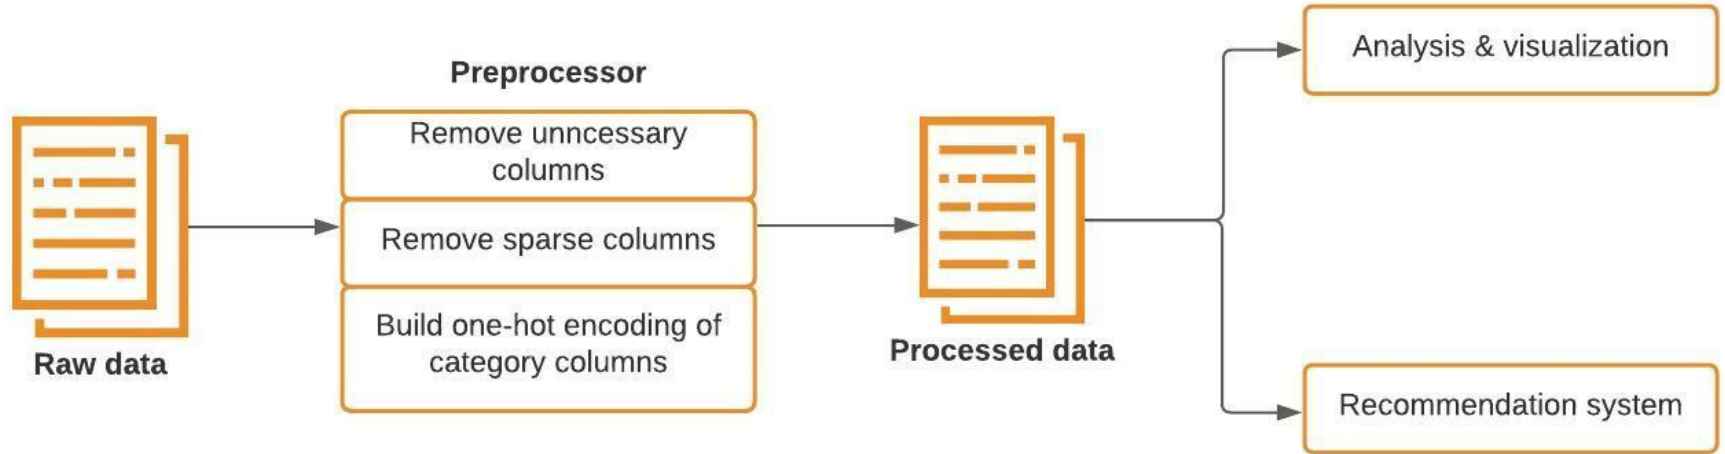 Preprocessor
Remove unncessary
columns
Remove sparse columns
Build one-hot encoding of
category columns
Raw data
Processed data
Analysis & visualization
Recommendation system